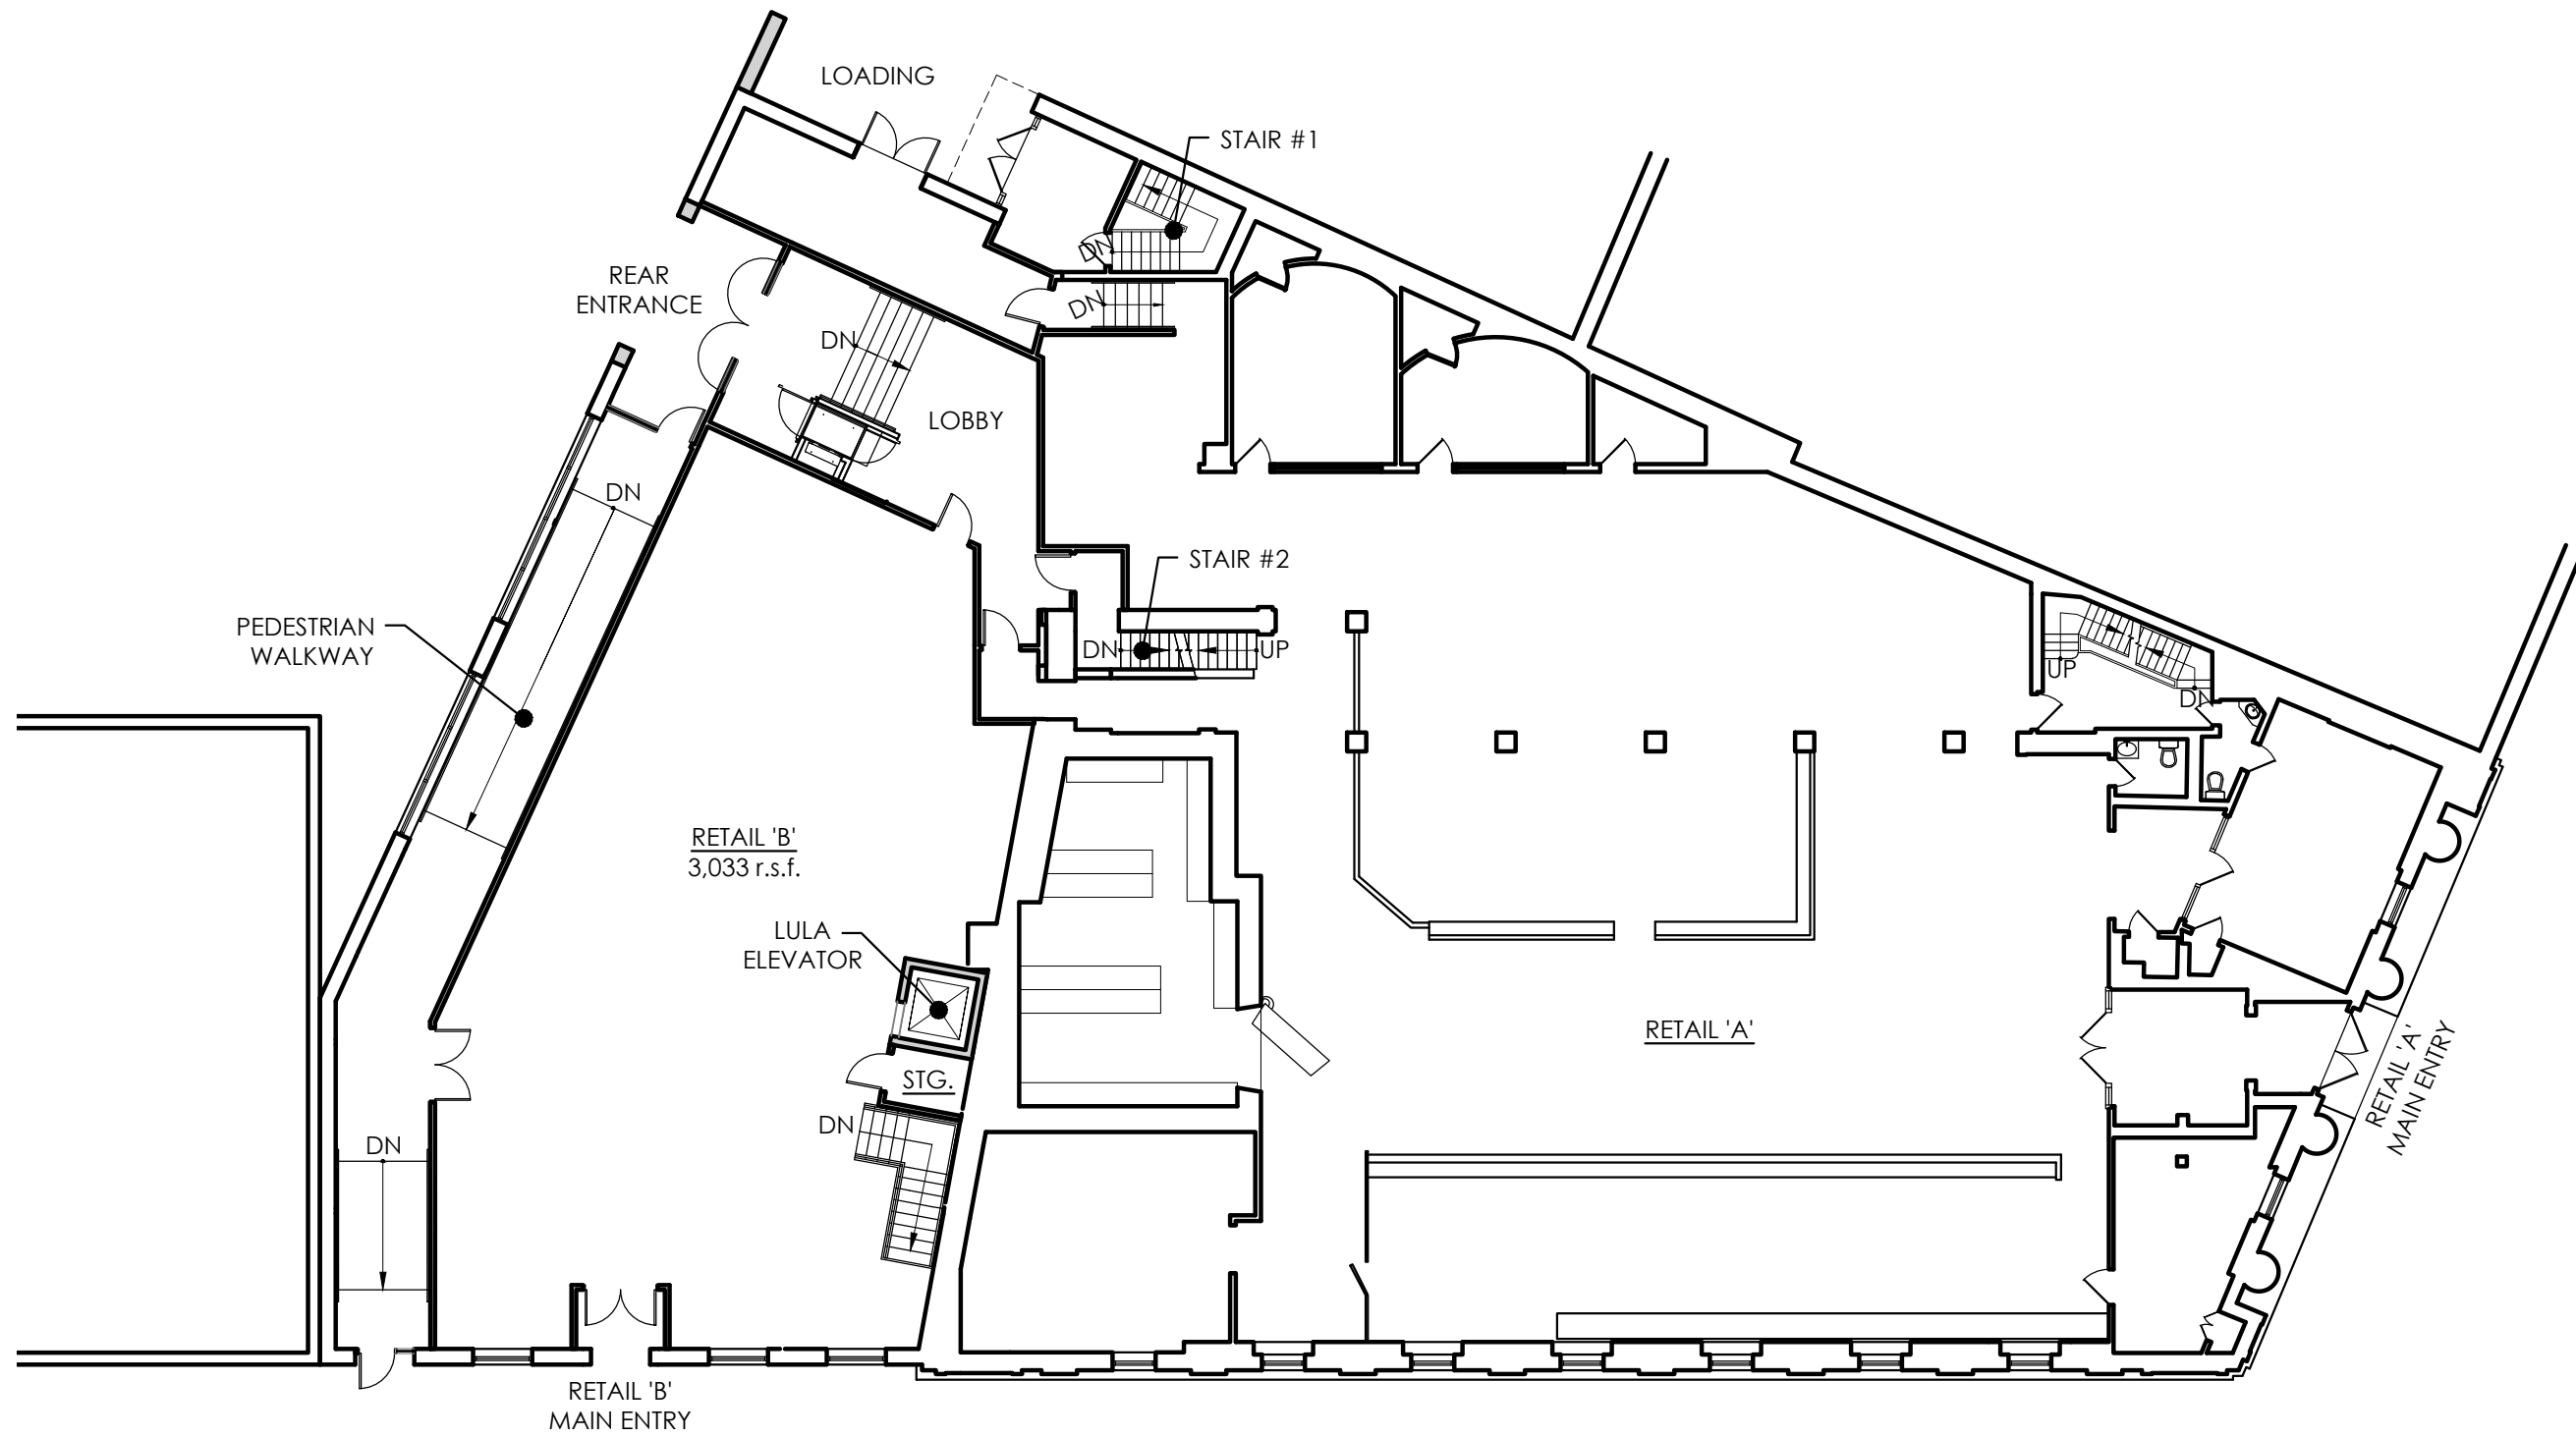 LOADING
STAIR #1
DN
REAR
ENTRANCE
DN
DN
LOBBY
DN
STAIR #2
PEDESTRIAN
WALKWAY
DN
UP
UP
DN
RETAIL 'B'
3,033 r.s.f.
LULA
ELEVATOR
RETAIL 'A'
STG.
DN
DN
RETAIL 'A'
MAIN ENTRY
RETAIL 'B'
MAIN ENTRY